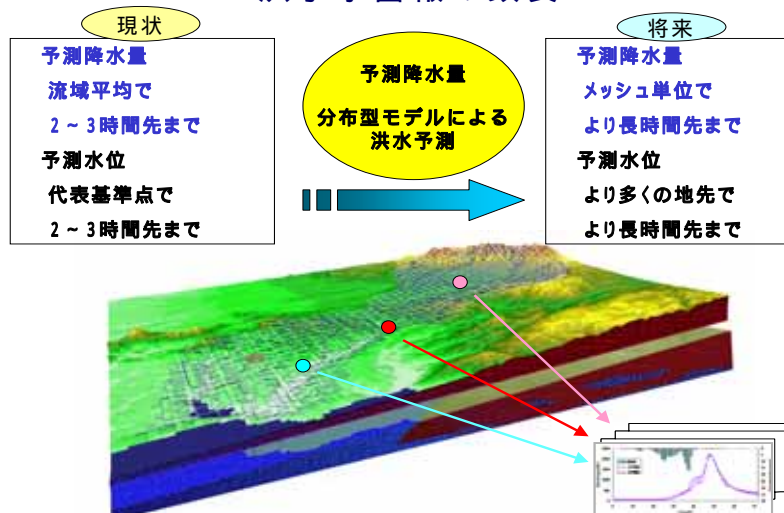 現状
予測降水量
流域平均で
2～3時間先まで
予測水位
代表基準点で
2～3時間先まで
予測降水量
分布型モデルによる
洪水予測
将来
予測降水量
メッシュ単位で
より長時間先まで
予測水位
より多くの地先で
より長時間先まで